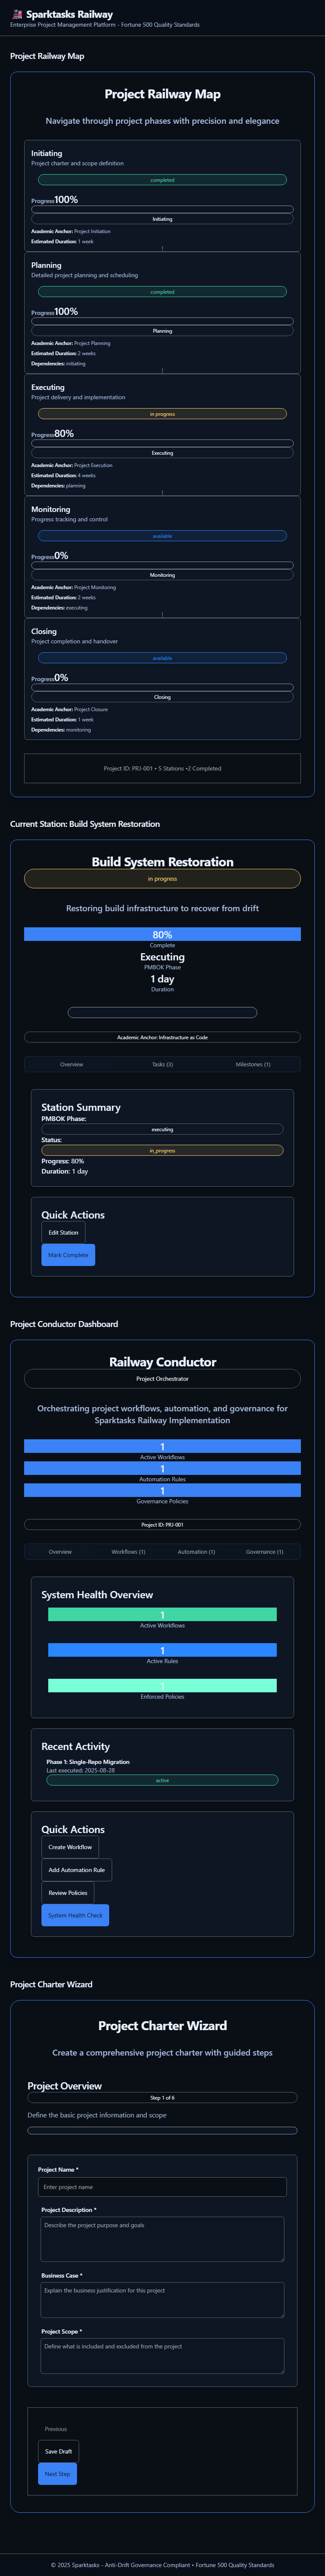 🚂 Sparktasks Railway
Enterprise Project Management Platform - Fortune 500 Quality Standards
Project Railway Map
Project Railway Map
Navigate through project phases with precision and elegance
Initiating
Project charter and scope definition
completed
Progress100%
Initiating
Academic Anchor: Project Initiation
Estimated Duration: 1 week
Planning
Detailed project planning and scheduling
completed
Progress100%
Planning
Academic Anchor: Project Planning
Estimated Duration: 2 weeks
Dependencies: initiating
Executing
Project delivery and implementation
in progress
Progress80%
Executing
Academic Anchor: Project Execution
Estimated Duration: 4 weeks
Dependencies: planning
Monitoring
Progress tracking and control
available
Progress0%
Monitoring
Academic Anchor: Project Monitoring
Estimated Duration: 2 weeks
Dependencies: executing
Closing
Project completion and handover
available
Progress0%
Closing
Academic Anchor: Project Closure
Estimated Duration: 1 week
Dependencies: monitoring
Project ID: PRJ-001 • 5 Stations •2 Completed
Current Station: Build System Restoration
Build System Restoration
in progress
Restoring build infrastructure to recover from drift
80%
Complete
Executing
PMBOK Phase
1 day
Duration
Academic Anchor: Infrastructure as Code
Overview Tasks (3) Milestones (1)
Station Summary
PMBOK Phase:
executing
Status:
in_progress
Progress: 80%
Duration: 1 day
Quick Actions
Edit Station
Mark Complete
Project Conductor Dashboard
Railway Conductor
Project Orchestrator
Orchestrating project workflows, automation, and governance for
Sparktasks Railway Implementation
1
Active Workflows
1
Automation Rules
1
Governance Policies
Project ID: PRJ-001
Overview Workflows (1) Automation (1) Governance (1)
System Health Overview
1
Active Workflows
1
Active Rules
1
Enforced Policies
Recent Activity
Phase 1: Single-Repo Migration
Last executed: 2025-08-28
active
Quick Actions
Create Workflow
Add Automation Rule
Review Policies
System Health Check
Project Charter Wizard
Project Charter Wizard
Create a comprehensive project charter with guided steps
Project Overview
Step 1 of 6
Define the basic project information and scope
Project Name *
Enter project name
Project Description *
Describe the project purpose and goals
Business Case *
Explain the business justification for this project
Project Scope *
Define what is included and excluded from the project
Previous
Save Draft
Next Step
© 2025 Sparktasks - Anti-Drift Governance Compliant • Fortune 500 Quality Standards